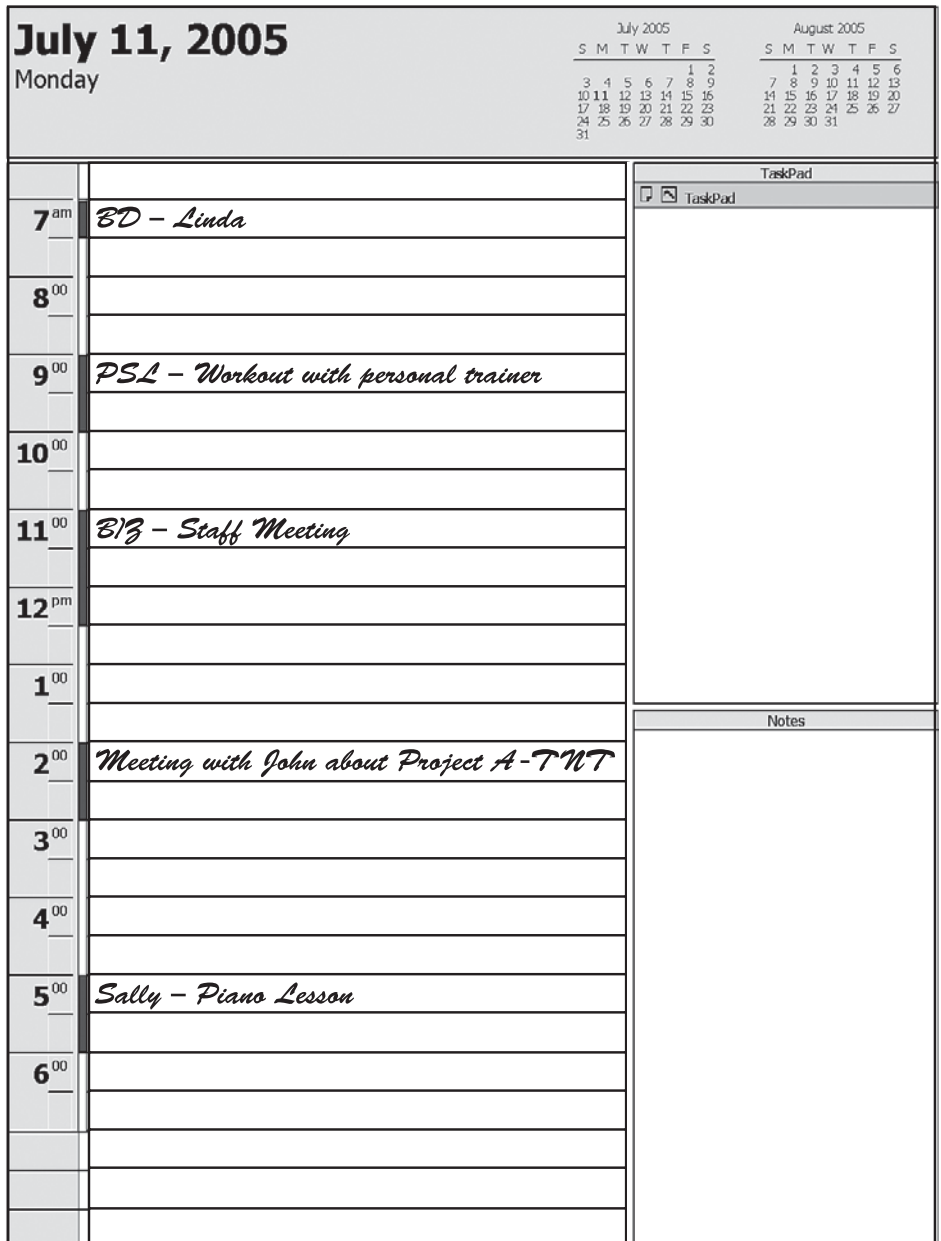 July 11, 2005
Monday
July 2005
S M T W T F S
1 2
3 4 5 6 7 8 9
10 11 12 13 14 15 16
17 18 19 20 21 22 23
24 25 26 27 28 29 30
31
August 2005
S M T W T F S
1 2 3 4 5 6
7 8 9 10 11 12 13
14 15 16 17 18 19 20
21 22 23 24 25 26 27
28 29 30 31
7 am BD – Linda
8 00
9 00 PSL – Workout with personal trainer
10 00
11 00 BIZ – Staff Meeting
12 pm
1 00
2 00 Meeting with John about Project A-TNT
3 00
4 00
5 00 Sally – Piano Lesson
6 00
TaskPad
TaskPad
Notes